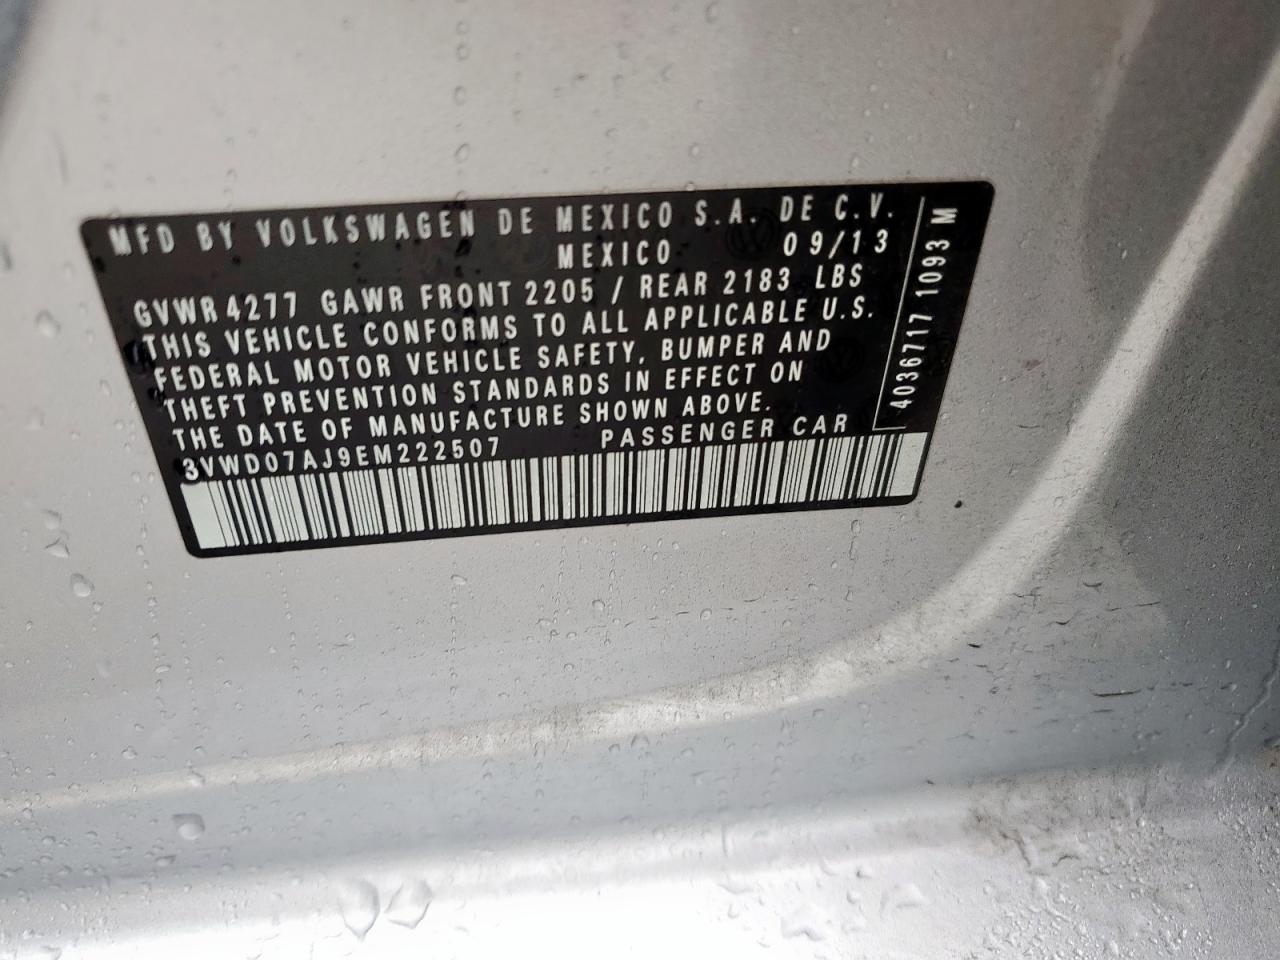 MFD BY VOLKSWAGEN DE MEXICO S.A. DE C.V.
MEXICO 09/13
GVWR 4277 GAWR FRONT 2205 / REAR 2183 LBS
THIS VEHICLE CONFORMS TO ALL APPLICABLE U.S.
FEDERAL MOTOR VEHICLE SAFETY, BUMPER AND
THEFT PREVENTION STANDARDS IN EFFECT ON
THE DATE OF MANUFACTURE SHOWN ABOVE.
3VWD07AJ9EM222507 PASSENGER CAR
4036717 1093 M